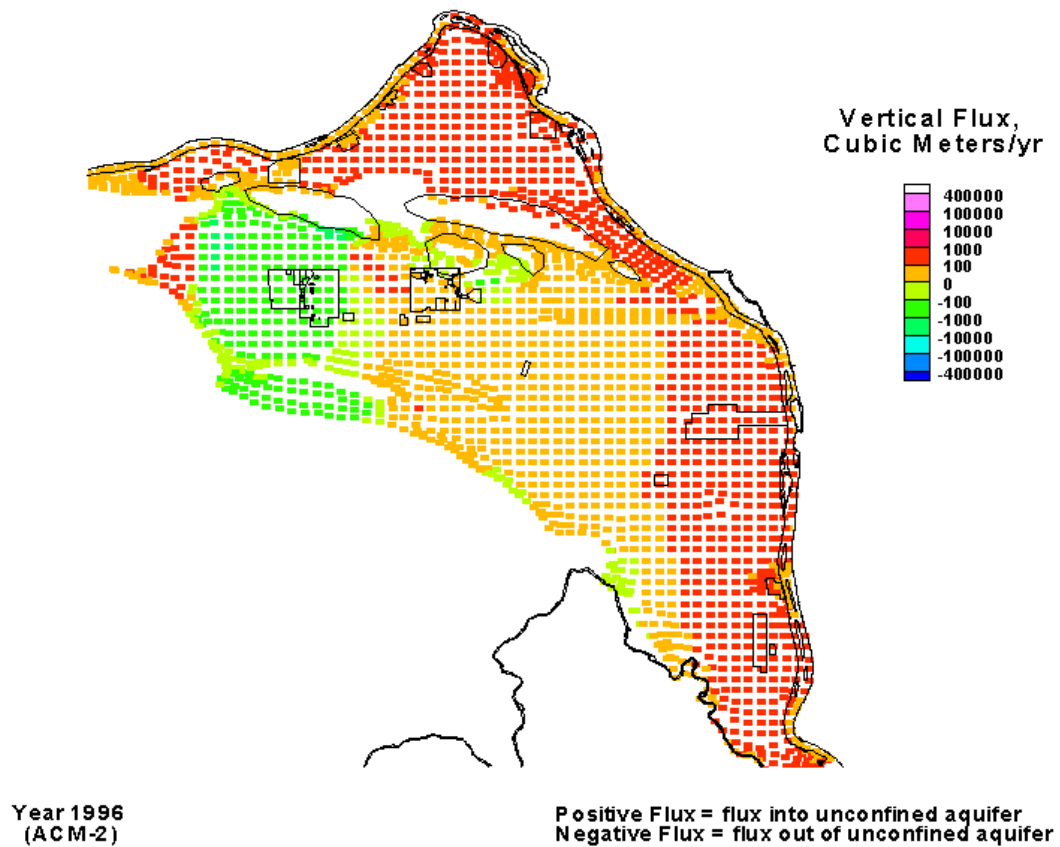 Vertical Flux,
Cubic Meters/yr
400000
100000
10000
1000
100
0
-100
-1000
-10000
-100000
-400000
Year 1996
(ACM-2)
Positive Flux = flux into unconfined aquifer
Negative Flux = flux out of unconfined aquifer